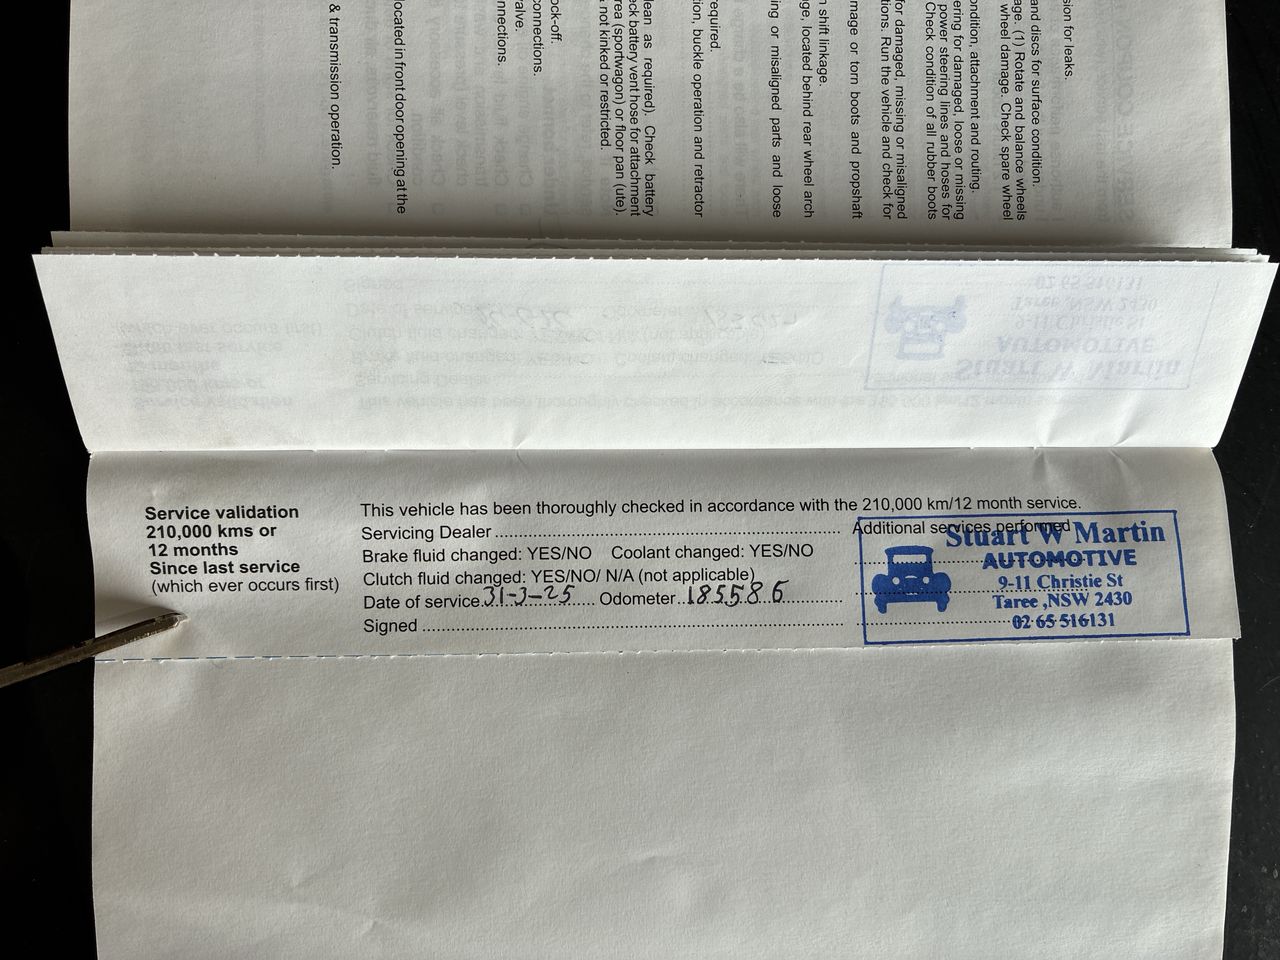 sion for leaks.
and discs for surface condition.
age. (1) Rotate and balance wheels
wheel damage. Check spare wheel
ondition, attachment and routing.
ering for damaged, loose or missing
power steering lines and hoses for
Check condition of all rubber boots
for damaged, missing or misaligned
tions. Run the vehicle and check for
mage or torn boots and propshaft
n shift linkage.
ge, located behind rear wheel arch
ing or misaligned parts and loose
equired.
tion, buckle operation and retractor
lean as required). Check battery
eck battery vent hose for attachment
rea (sportwagon) or floor pan (ute).
not kinked or restricted.
ock-off.
connections.
valve.
nnections.
located in front door opening at the
& transmission operation.
Service validation
210,000 kms or
12 months
Since last service
(which ever occurs first)
This vehicle has been thoroughly checked in accordance with the 210,000 km/12 month service.
Servicing Dealer
Additional services performed
Brake fluid changed: YES/NO Coolant changed: YES/NO
Clutch fluid changed: YES/NO/ N/A (not applicable)
Date of service 31-3-25 Odometer 185586
Signed
Stuart W Martin
AUTOMOTIVE
9-11 Christie St
Taree ,NSW 2430
02 65 516131